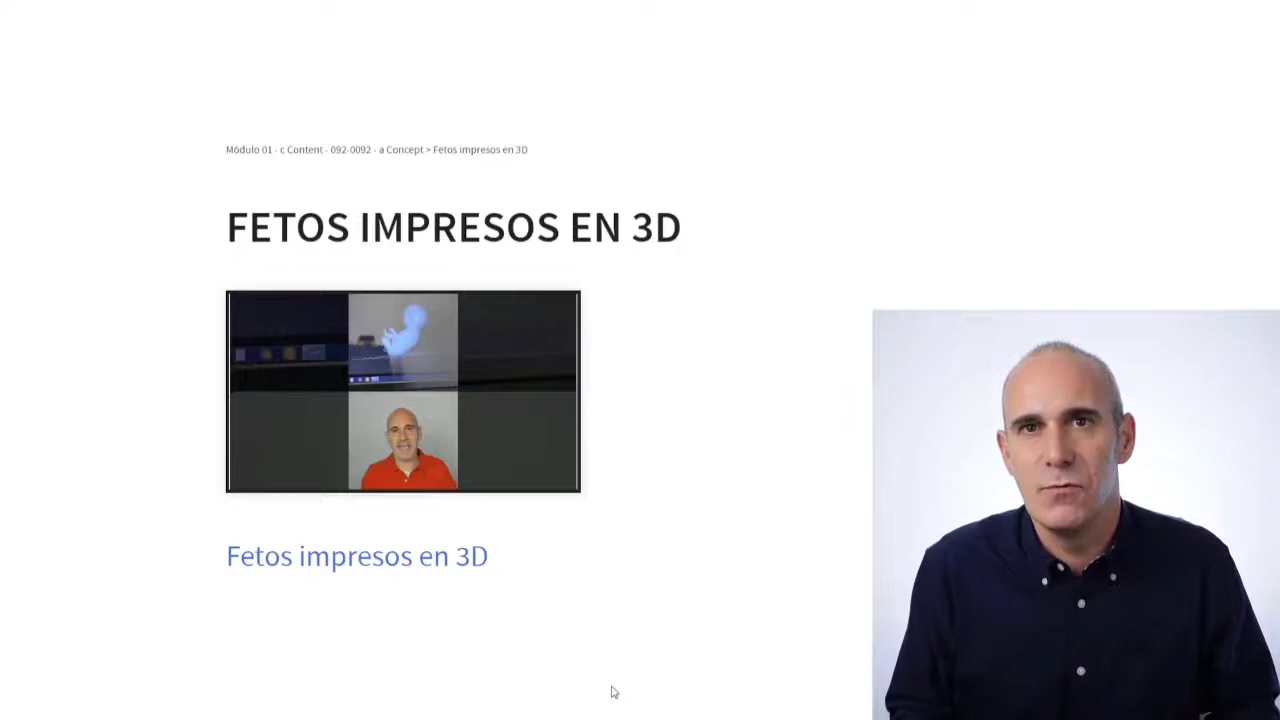 Módulo 01 - c Content - 092-0092 - a Concept > Fetos impresos en 3D
FETOS IMPRESOS EN 3D
Fetos impresos en 3D